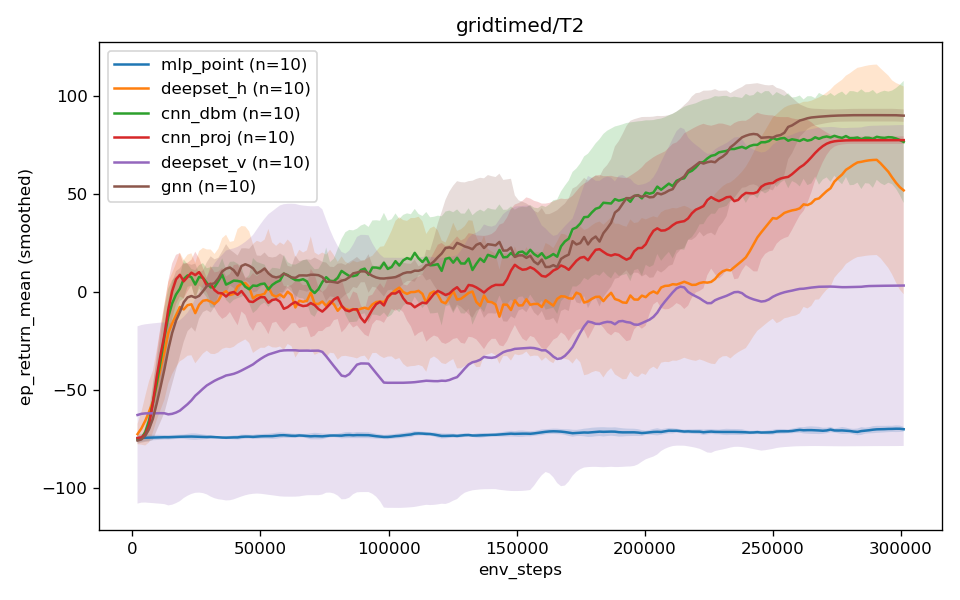 gridtimed/T2
mlp_point (n=10)
deepset_h (n=10)
cnn_dbm (n=10)
cnn_proj (n=10)
deepset_v (n=10)
gnn (n=10)
ep_return_mean (smoothed)
100
50
0
−50
−100
0
50000
100000
150000
200000
250000
300000
env_steps